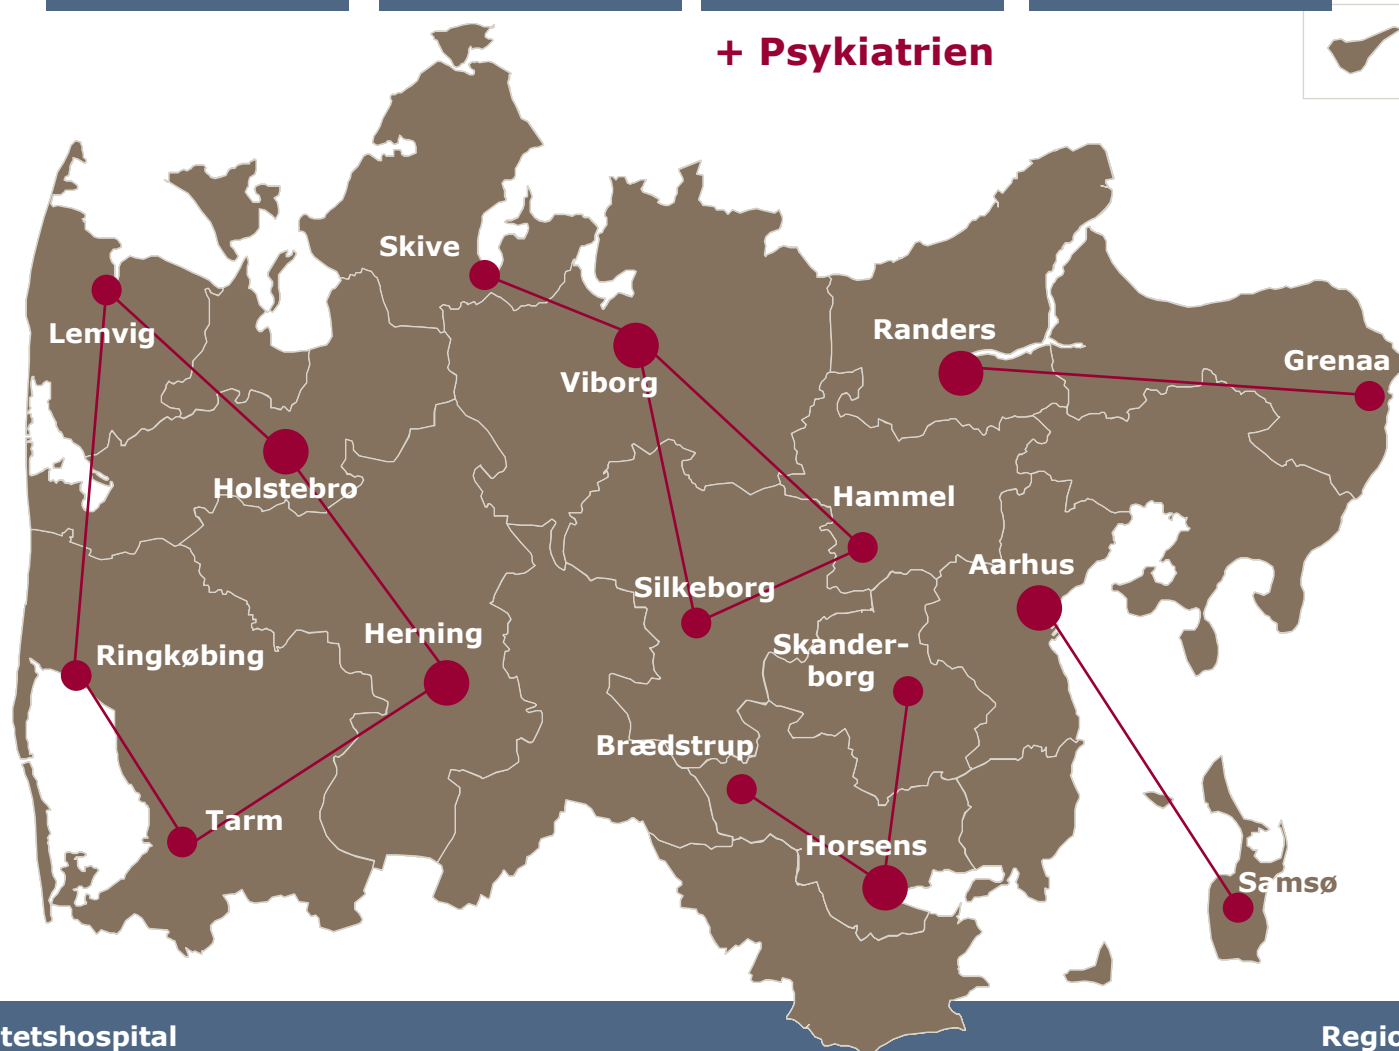 + Psykiatrien
Skive
Lemvig
Randers
Grenaa
Viborg
Holstebro
Hammel
Aarhus
Silkeborg
Herning
Skander-
borg
Ringkøbing
Brædstrup
Tarm
Horsens
Samsø
tetshospital
Regio